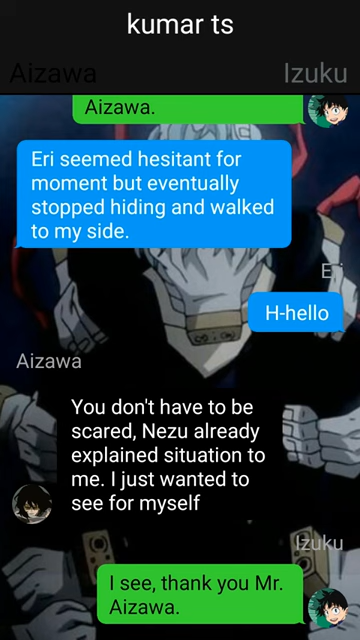 kumar ts
Aizawa Izuku
Aizawa.
Eri seemed hesitant for
moment but eventually
stopped hiding and walked
to my side.
Eri
H-hello
Aizawa
You don't have to be
scared, Nezu already
explained situation to
me. I just wanted to
see for myself
Izuku
I see, thank you Mr.
Aizawa.